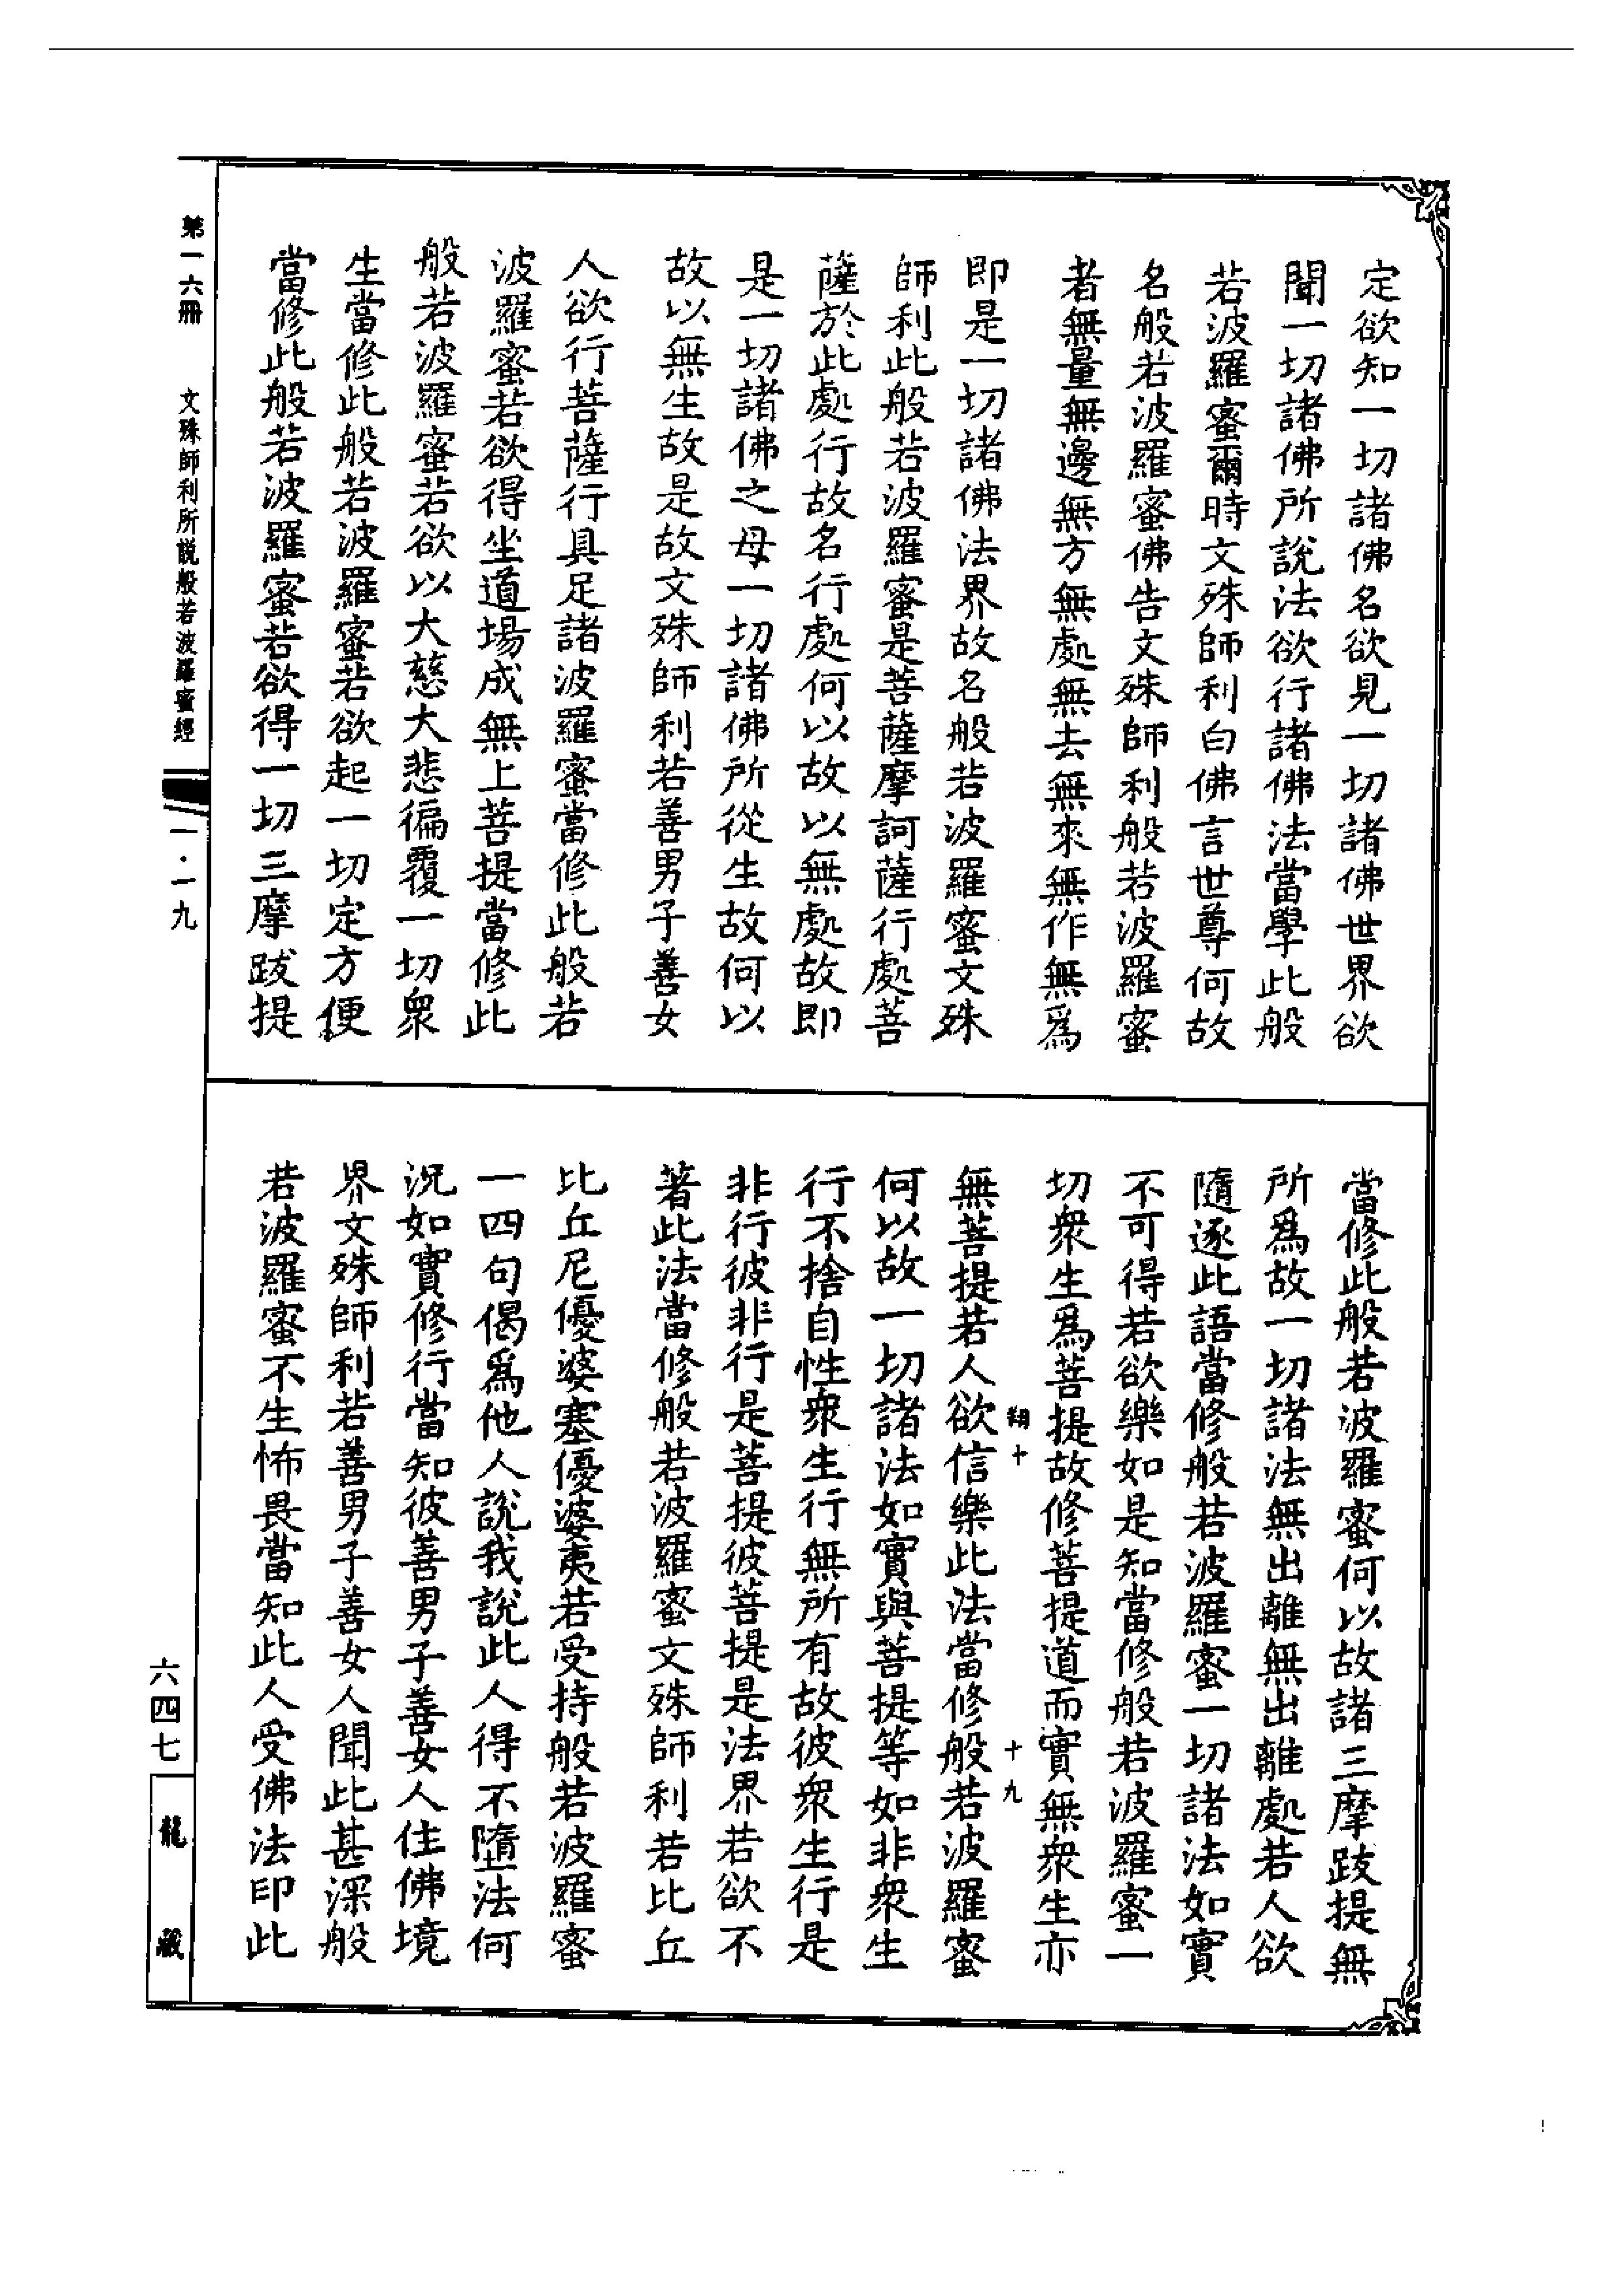 定欲知一切諸佛名欲見一切諸佛世界欲
聞一切諸佛所說法欲行諸佛法當學此般
若波羅蜜爾時文殊師利白佛言世尊何故
名般若波羅蜜佛告文殊師利般若波羅蜜
者無量無邊無方無處無去無來無作無爲
即是一切諸佛法界故名般若波羅蜜文殊
師利此般若波羅蜜是菩薩摩訶薩行處菩
薩於此處行故名行處何以故以無處故即
是一切諸佛之母一切諸佛所從生故何以
故以無生故是故文殊師利若善男子善女
人欲行菩薩行具足諸波羅蜜當修此般若
波羅蜜若欲得坐道場成無上菩提當修此
般若波羅蜜若欲以大慈大悲徧覆一切衆
生當修此般若波羅蜜若欲起一切定方便
當修此般若波羅蜜若欲得一切三摩跋提
當修此般若波羅蜜何以故諸三摩跋提無
所爲故一切諸法無出離無出離處若人欲
隨逐此語當修般若波羅蜜一切諸法如實
不可得若欲樂如是知當修般若波羅蜜一
切衆生爲菩提故修菩提道而實無衆生亦
翔十 十九
無菩提若人欲信樂此法當修般若波羅蜜
何以故一切諸法如實與菩提等如非衆生
行不捨自性衆生行無所有故彼衆生行是
非行彼非行是菩提彼菩提是法界若欲不
著此法當修般若波羅蜜文殊師利若比丘
比丘尼優婆塞優婆夷若受持般若波羅蜜
一四句偈爲他人說我說此人得不墮法何
況如實修行當知彼善男子善女人住佛境
界文殊師利若善男子善女人聞此甚深般
若波羅蜜不生怖畏當知此人受佛法印此
第一六冊 文殊師利所說般若波羅蜜經 一·一九
六四七 龍藏